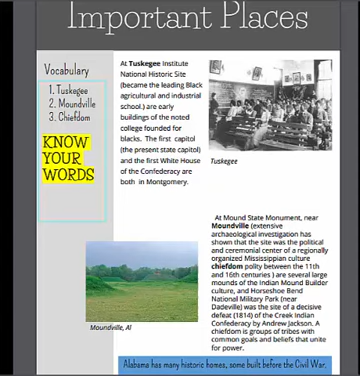 Important Places
Vocabulary
1. Tuskegee
2. Moundville
3. Chiefdom
KNOW
YOUR
WORDS
At Tuskegee Institute
National Historic Site
(became the leading Black
agricultural and industrial
school.) are early
buildings of the noted
college founded for
blacks. The first capitol
(the present state capitol)
and the first White House
of the Confederacy are
both in Montgomery.
Tuskegee
At Mound State Monument, near
Moundville (extensive
archaeological investigation has
shown that the site was the political
and ceremonial center of a regionally
organized Mississippian culture
chiefdom polity between the 11th
and 16th centuries) are several large
mounds of the Indian Mound Builder
culture, and Horseshoe Bend
National Military Park (near
Dadeville) was the site of a decisive
defeat (1814) of the Creek Indian
Confederacy by Andrew Jackson. A
chiefdom is groups of tribes with
common goals and beliefs that unite
for power.
Moundville, Al
Alabama has many historic homes, some built before the Civil War.